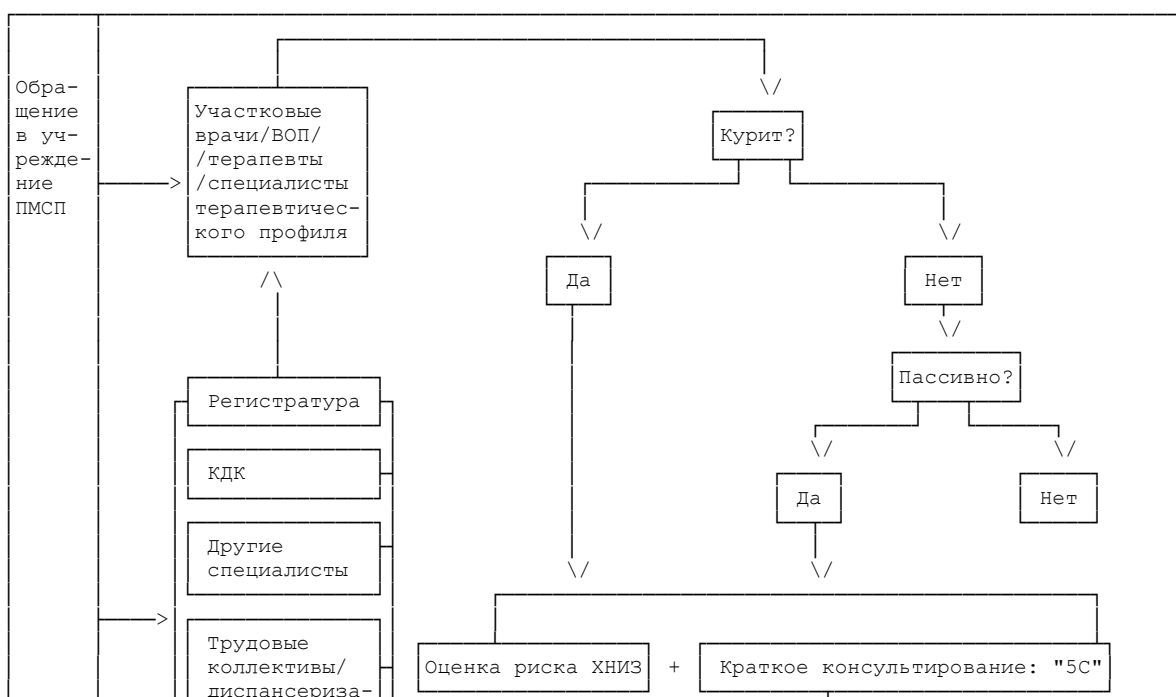 Обра-
щение
в уч-
режде-
ние
ПМСП
Участковые
врачи/ВОП/
/терапевты
/специалисты
терапевтичес-
кого профиля
Курит?
Да
Нет
Пассивно?
Да
Нет
Регистратура
КДК
Другие
специалисты
Трудовые
коллективы/
диспансериза-
Оценка риска ХНИЗ + Краткое консультирование: "5С"